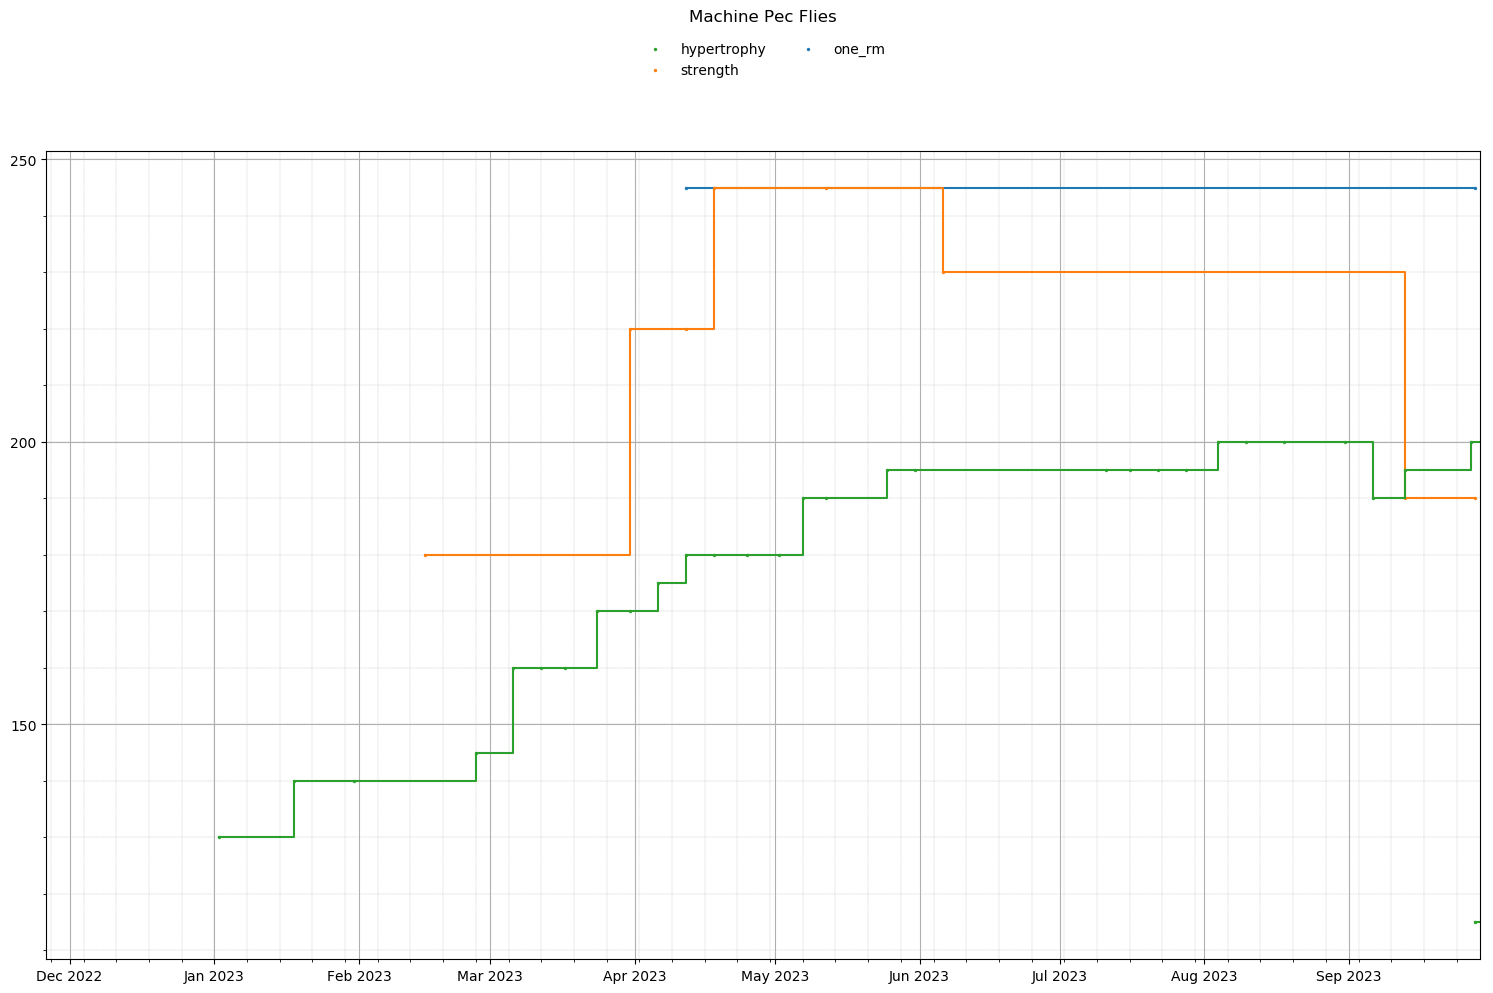 Machine Pec Flies
hypertrophy one_rm
strength
250
200
150
Dec 2022 Jan 2023 Feb 2023 Mar 2023 Apr 2023 May 2023 Jun 2023 Jul 2023 Aug 2023 Sep 2023